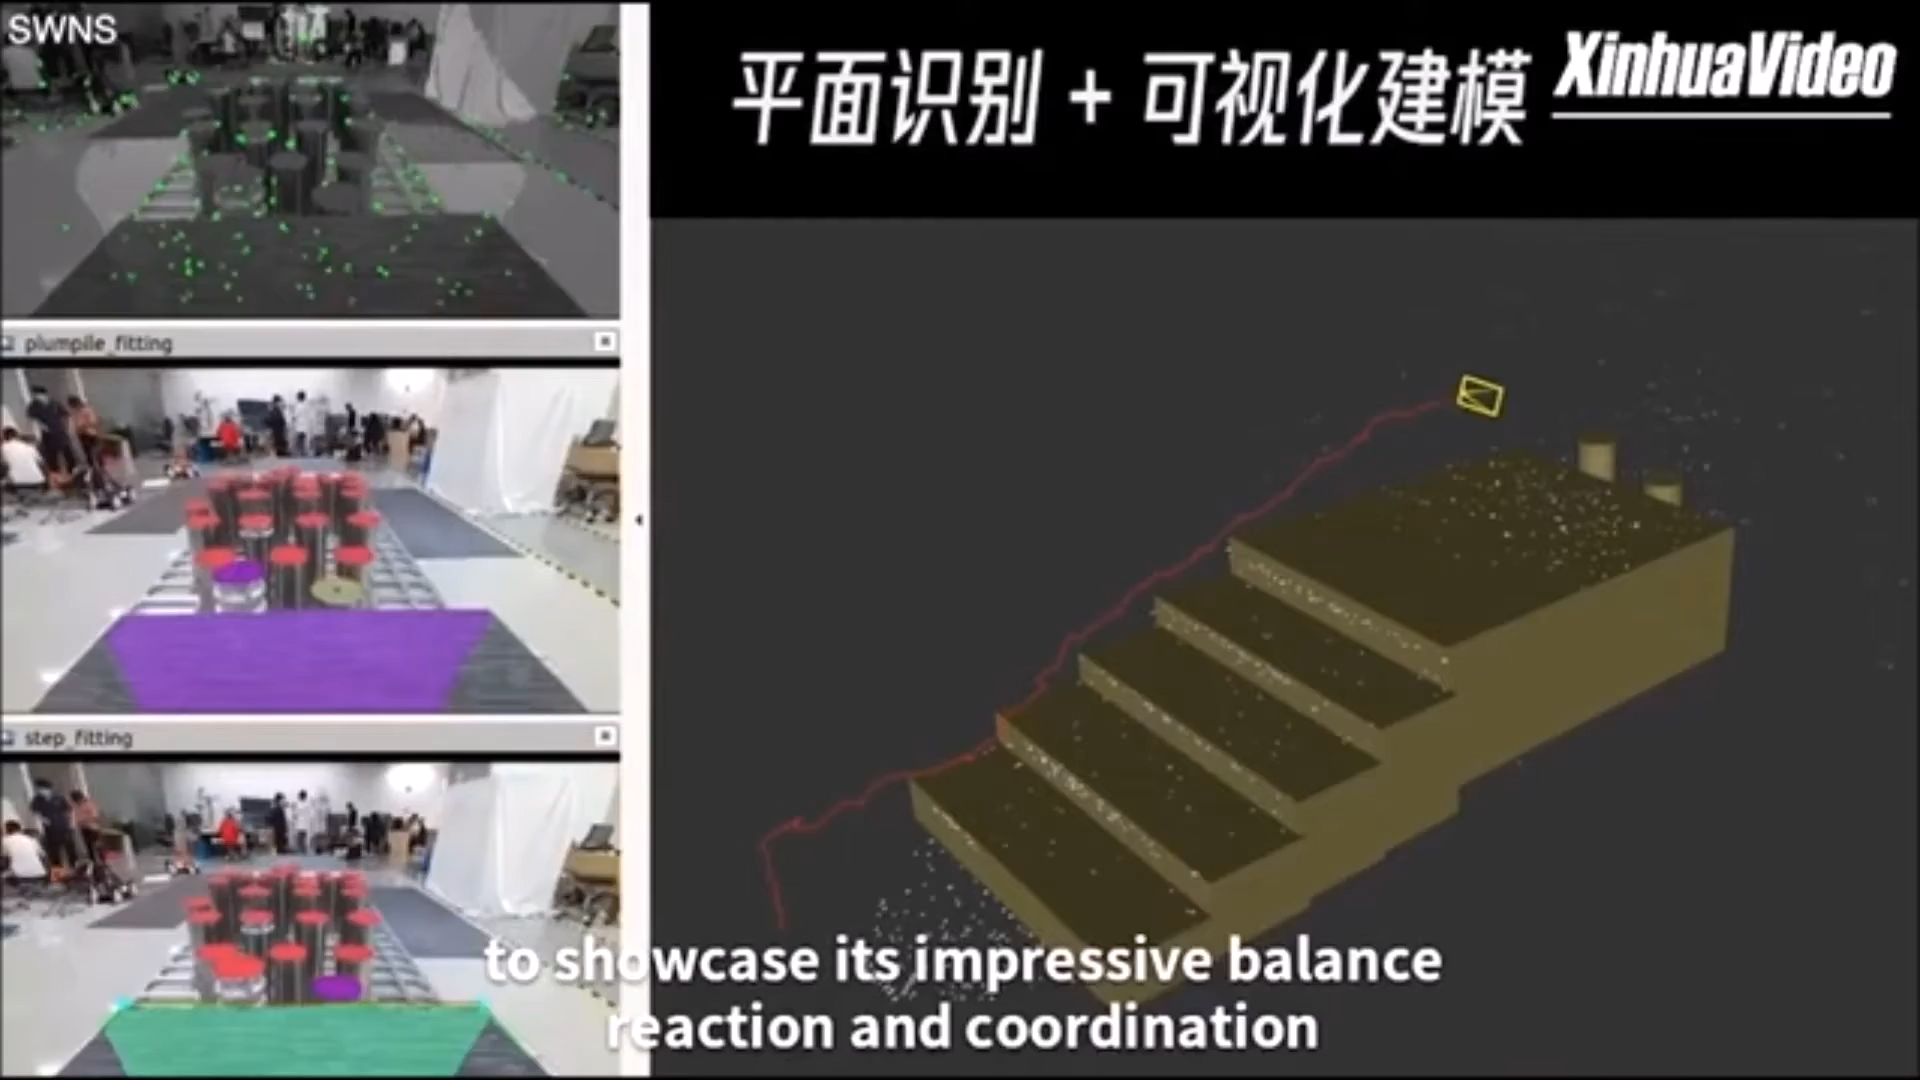 SWNS
平面识别 + 可视化建模
XinhuaVideo
plumpile_fitting
step_fitting
to showcase its impressive balance
reaction and coordination